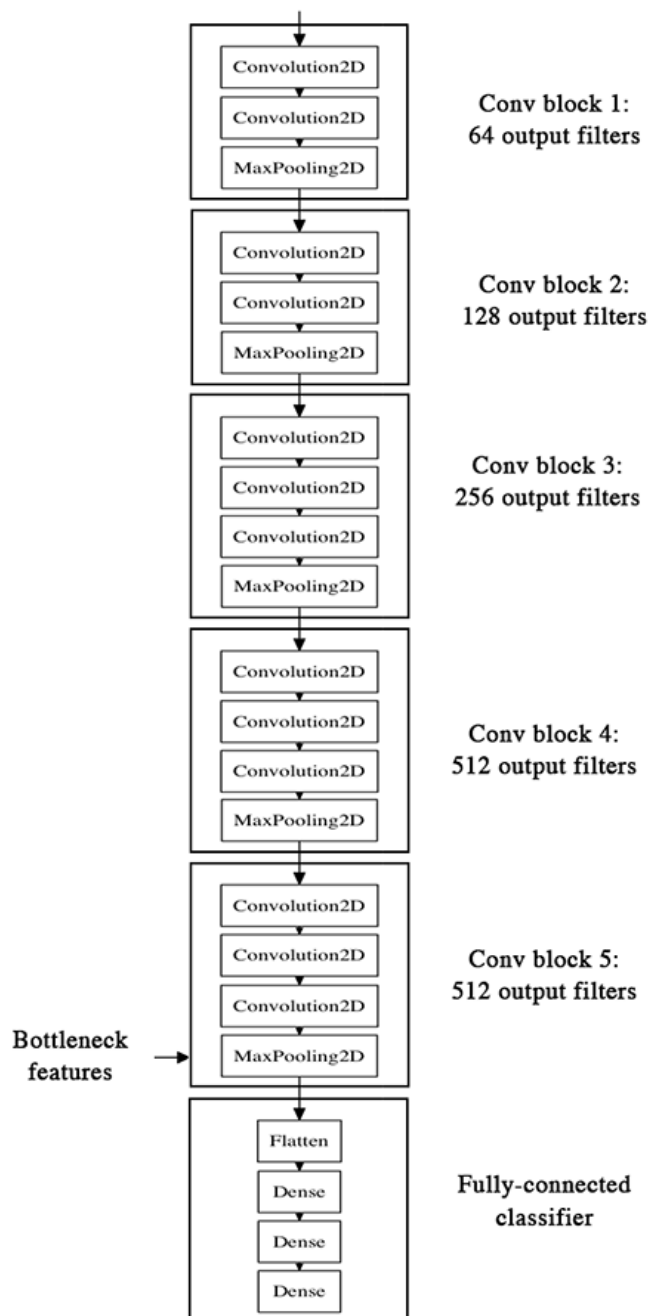 Convolution2D
Convolution2D
MaxPooling2D
Conv block 1:
64 output filters
Convolution2D
Convolution2D
MaxPooling2D
Conv block 2:
128 output filters
Convolution2D
Convolution2D
Convolution2D
MaxPooling2D
Conv block 3:
256 output filters
Convolution2D
Convolution2D
Convolution2D
MaxPooling2D
Conv block 4:
512 output filters
Convolution2D
Convolution2D
Convolution2D
MaxPooling2D
Conv block 5:
512 output filters
Bottleneck
features
Flatten
Dense
Dense
Dense
Fully-connected
classifier